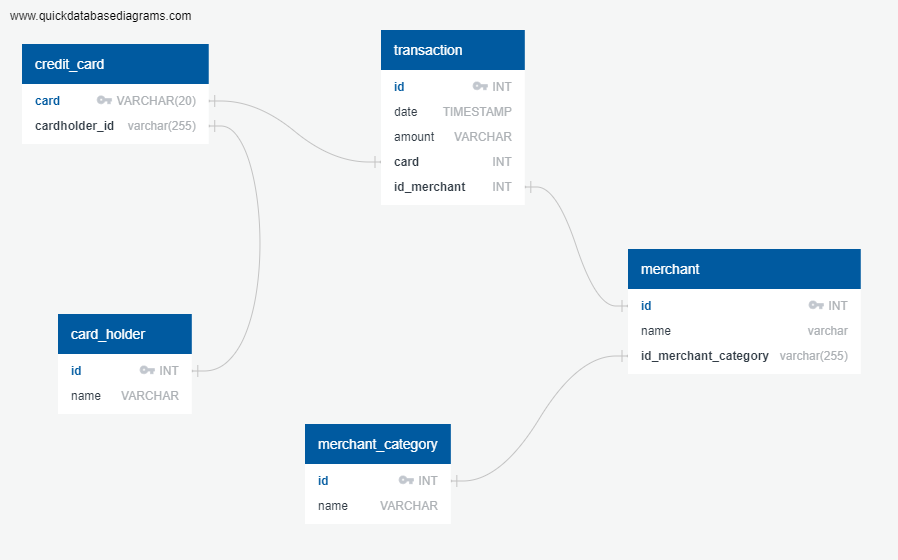 www.quickdatabasediagrams.com
credit_card
card VARCHAR(20)
cardholder_id varchar(255)
transaction
id INT
date TIMESTAMP
amount VARCHAR
card INT
id_merchant INT
merchant
id INT
name varchar
id_merchant_category varchar(255)
card_holder
id INT
name VARCHAR
merchant_category
id INT
name VARCHAR